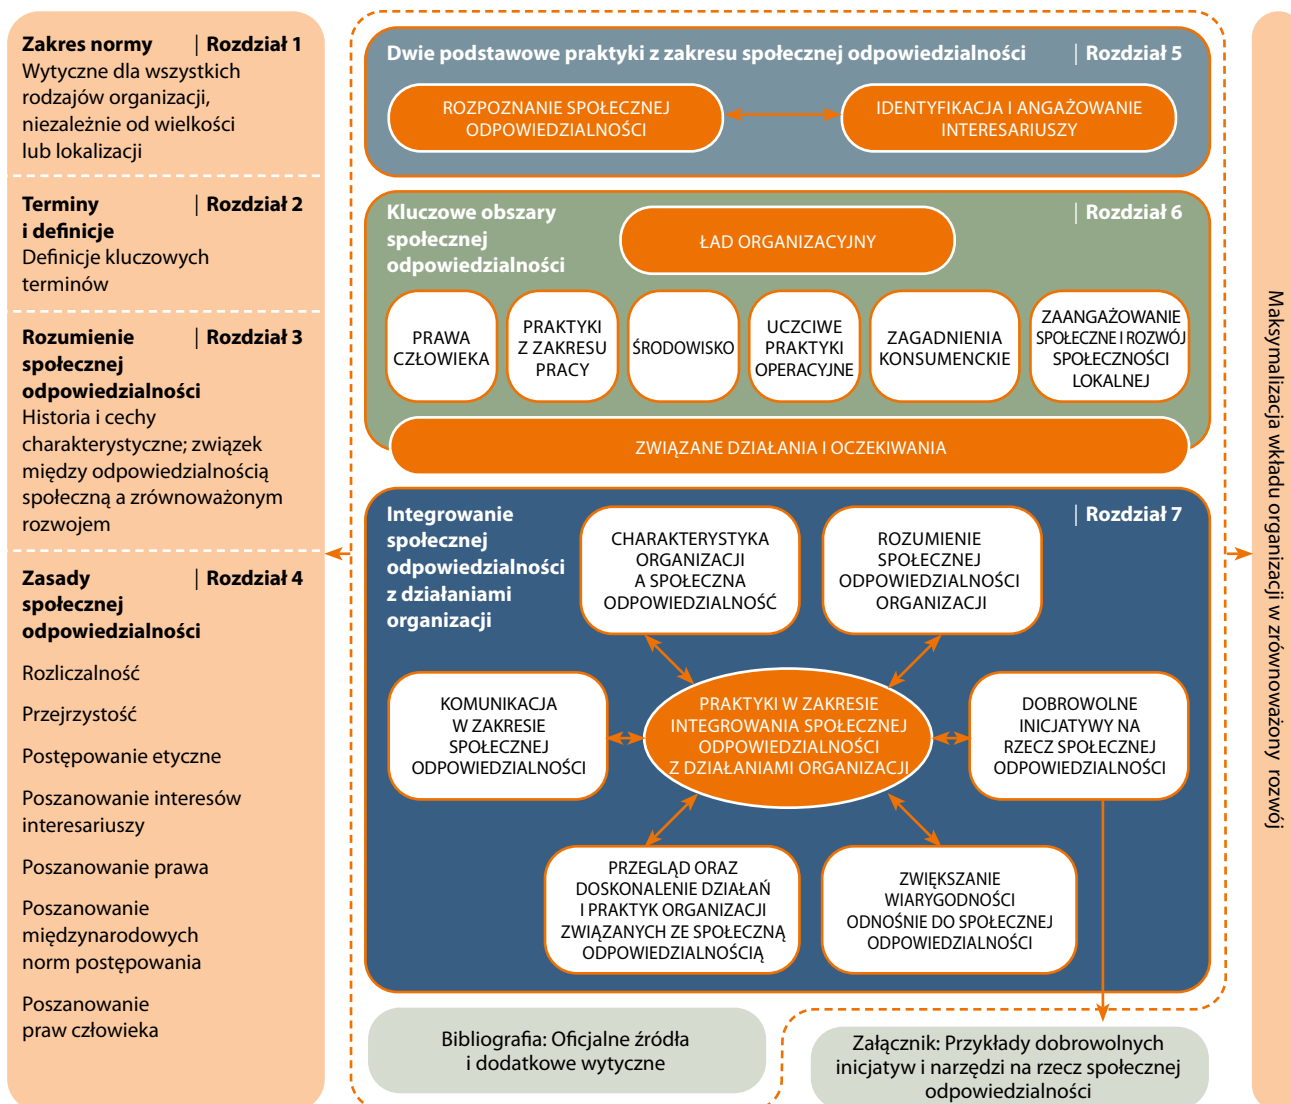 Zakres normy | Rozdział 1
Wytyczne dla wszystkich
rodzajów organizacji,
niezależnie od wielkości
lub lokalizacji
Terminy | Rozdział 2
i definicje
Definicje kluczowych
terminów
Rozumienie | Rozdział 3
społecznej
odpowiedzialności
Historia i cechy
charakterystyczne; związek
między odpowiedzialnością
społeczną a zrównoważonym
rozwojem
Zasady | Rozdział 4
społecznej
odpowiedzialności
Rozliczalność
Przejrzystość
Postępowanie etyczne
Poszanowanie interesów
interesariuszy
Poszanowanie prawa
Poszanowanie
międzynarodowych
norm postępowania
Poszanowanie
praw człowieka
Dwie podstawowe praktyki z zakresu społecznej odpowiedzialności | Rozdział 5
ROZPOZNANIE SPOŁECZNEJ
ODPOWIEDZIALNOŚCI
IDENTYFIKACJA I ANGAŻOWANIE
INTERESARIUSZY
Kluczowe obszary | Rozdział 6
społecznej
odpowiedzialności
ŁAD ORGANIZACYJNY
PRAWA
CZŁOWIEKA
PRAKTYKI
Z ZAKRESU
PRACY
ŚRODOWISKO
UCZCIWE
PRAKTYKI
OPERACYJNE
ZAGADNIENIA
KONSUMENCKIE
ZAANGAŻOWANIE
SPOŁECZNE I ROZWÓJ
SPOŁECZNOŚCI
LOKALNEJ
ZWIĄZANE DZIAŁANIA I OCZEKIWANIA
Integrowanie | Rozdział 7
społecznej
odpowiedzialności
z działaniami
organizacji
CHARAKTERYSTYKA
ORGANIZACJI
A SPOŁECZNA
ODPOWIEDZIALNOŚĆ
ROZUMIENIE
SPOŁECZNEJ
ODPOWIEDZIALNOŚCI
ORGANIZACJI
KOMUNIKACJA
W ZAKRESIE
SPOŁECZNEJ
ODPOWIEDZIALNOŚCI
PRAKTYKI W ZAKRESIE
INTEGROWANIA SPOŁECZNEJ
ODPOWIEDZIALNOŚCI
Z DZIAŁANIAMI ORGANIZACJI
DOBROWOLNE
INICJATYWY NA
RZECZ SPOŁECZNEJ
ODPOWIEDZIALNOŚCI
PRZEGLĄD ORAZ
DOSKONALENIE DZIAŁAŃ
I PRAKTYK ORGANIZACJI
ZWIĄZANYCH ZE SPOŁECZNĄ
ODPOWIEDZIALNOŚCIĄ
ZWIĘKSZANIE
WIARYGODNOŚCI
ODNOŚNIE DO SPOŁECZNEJ
ODPOWIEDZIALNOŚCI
Bibliografia: Oficjalne źródła
i dodatkowe wytyczne
Załącznik: Przykłady dobrowolnych
inicjatyw i narzędzi na rzecz społecznej
odpowiedzialności
Maksymalizacja wkładu organizacji w zrównoważony rozwój